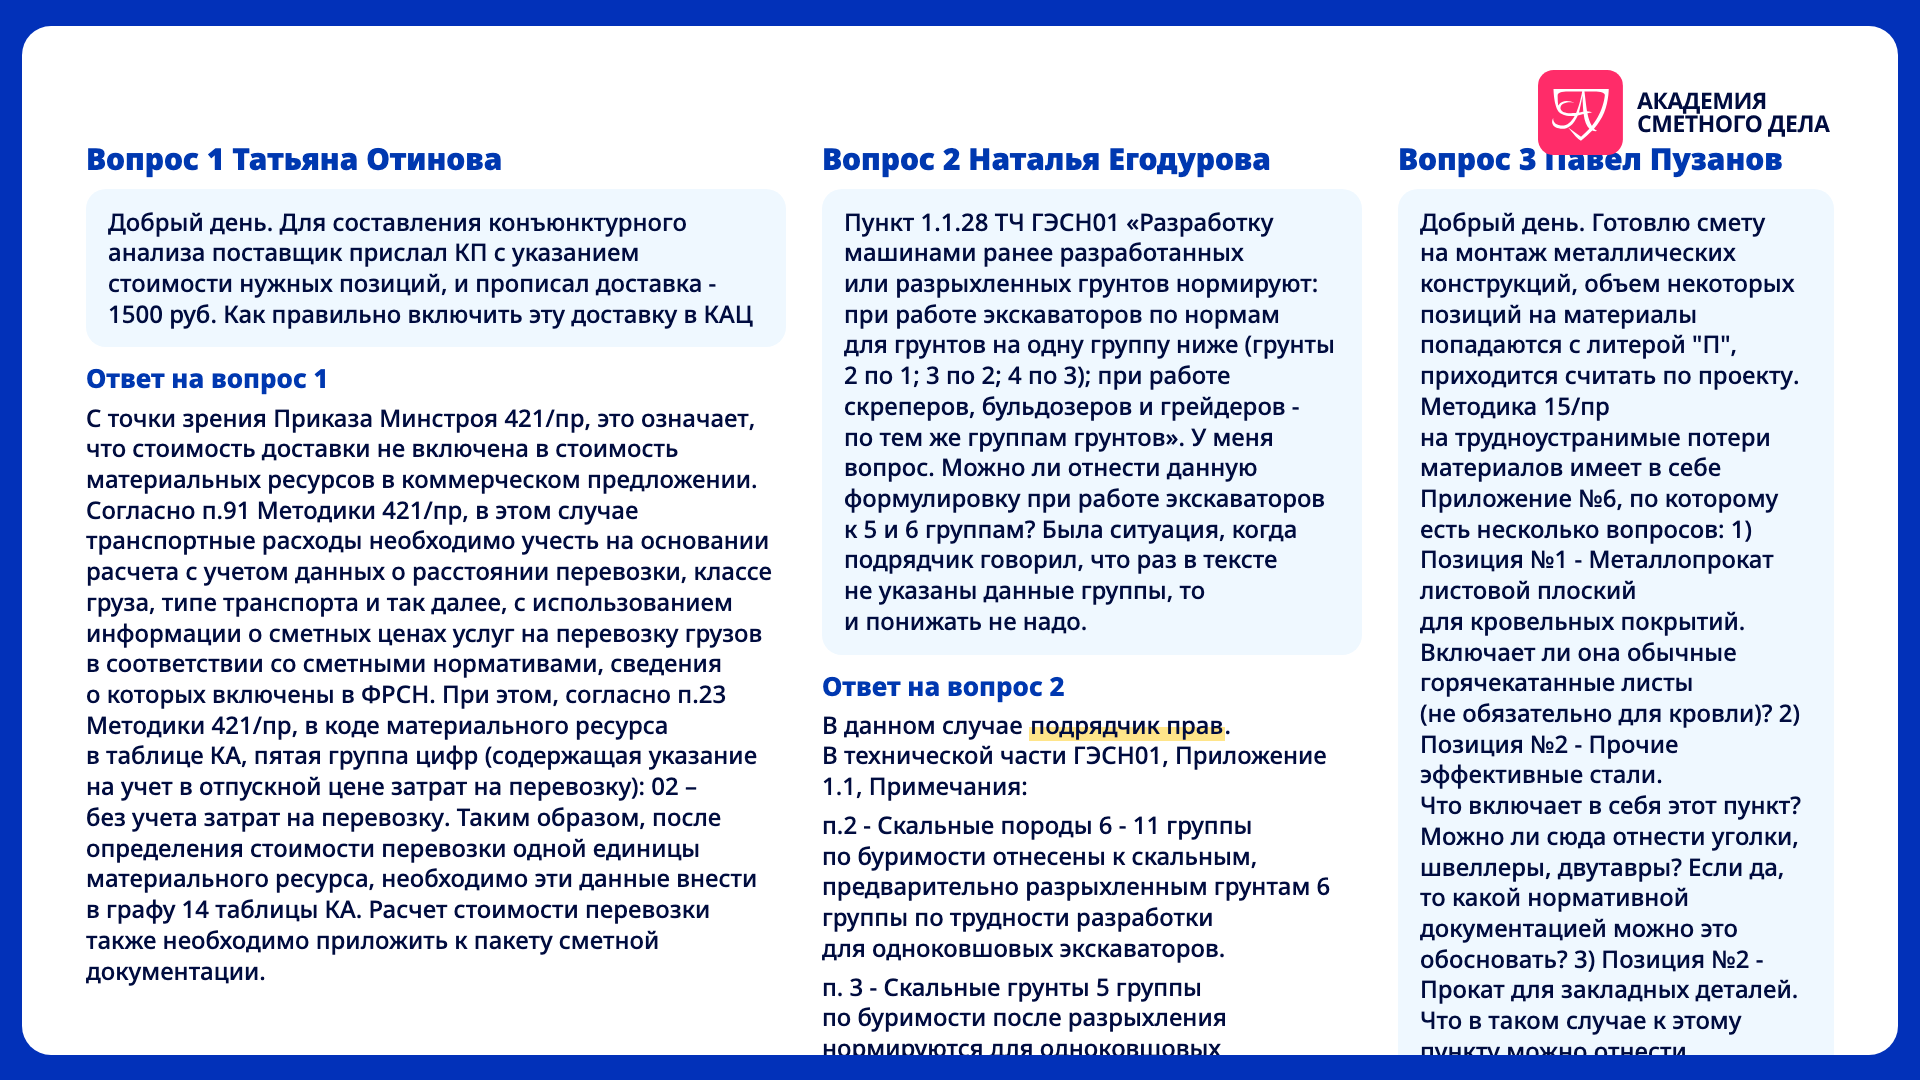 АКАДЕМИЯ
СМЕТНОГО ДЕЛА
Вопрос 1 Татьяна Отинова
Добрый день. Для составления конъюнктурного
анализа поставщик прислал КП с указанием
стоимости нужных позиций, и прописал доставка -
1500 руб. Как правильно включить эту доставку в КАЦ
Ответ на вопрос 1
С точки зрения Приказа Минстроя 421/пр, это означает,
что стоимость доставки не включена в стоимость
материальных ресурсов в коммерческом предложении.
Согласно п.91 Методики 421/пр, в этом случае
транспортные расходы необходимо учесть на основании
расчета с учетом данных о расстоянии перевозки, классе
груза, типе транспорта и так далее, с использованием
информации о сметных ценах услуг на перевозку грузов
в соответствии со сметными нормативами, сведения
о которых включены в ФРСН. При этом, согласно п.23
Методики 421/пр, в коде материального ресурса
в таблице КА, пятая группа цифр (содержащая указание
на учет в отпускной цене затрат на перевозку): 02 –
без учета затрат на перевозку. Таким образом, после
определения стоимости перевозки одной единицы
материального ресурса, необходимо эти данные внести
в графу 14 таблицы КА. Расчет стоимости перевозки
также необходимо приложить к пакету сметной
документации.
Вопрос 2 Наталья Егодурова
Пункт 1.1.28 ТЧ ГЭСН01 «Разработку
машинами ранее разработанных
или разрыхленных грунтов нормируют:
при работе экскаваторов по нормам
для грунтов на одну группу ниже (грунты
2 по 1; 3 по 2; 4 по 3); при работе
скреперов, бульдозеров и грейдеров -
по тем же группам грунтов». У меня
вопрос. Можно ли отнести данную
формулировку при работе экскаваторов
к 5 и 6 группам? Была ситуация, когда
подрядчик говорил, что раз в тексте
не указаны данные группы, то
и понижать не надо.
Ответ на вопрос 2
В данном случае подрядчик прав.
В технической части ГЭСН01, Приложение
1.1, Примечания:
п.2 - Скальные породы 6 - 11 группы
по буримости отнесены к скальным,
предварительно разрыхленным грунтам 6
группы по трудности разработки
для одноковшовых экскаваторов.
п. 3 - Скальные грунты 5 группы
по буримости после разрыхления
нормируются для одноковшовых
Вопрос 3 Павел Пузанов
Добрый день. Готовлю смету
на монтаж металлических
конструкций, объем некоторых
позиций на материалы
попадаются с литерой "П",
приходится считать по проекту.
Методика 15/пр
на трудноустранимые потери
материалов имеет в себе
Приложение №6, по которому
есть несколько вопросов: 1)
Позиция №1 - Металлопрокат
листовой плоский
для кровельных покрытий.
Включает ли она обычные
горячекатанные листы
(не обязательно для кровли)? 2)
Позиция №2 - Прочие
эффективные стали.
Что включает в себя этот пункт?
Можно ли сюда отнести уголки,
швеллеры, двутавры? Если да,
то какой нормативной
документацией можно это
обосновать? 3) Позиция №2 -
Прокат для закладных деталей.
Что в таком случае к этому
пункту можно отнести